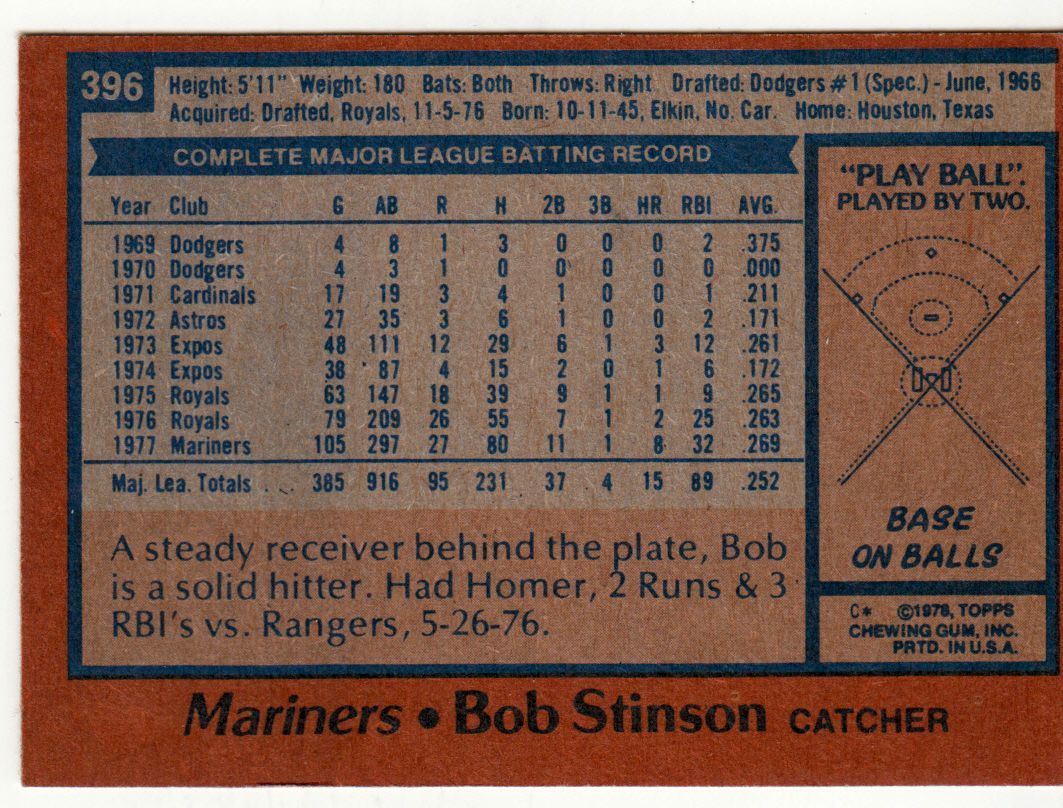 396
Height: 5'11" Weight: 180 Bats: Both Throws: Right Drafted: Dodgers #1 (Spec.) - June, 1966
Acquired: Drafted, Royals, 11-5-76 Born: 10-11-45, Elkin, No. Car. Home: Houston, Texas
COMPLETE MAJOR LEAGUE BATTING RECORD
Year Club G AB R H 2B 3B HR RBI AVG.
1969 Dodgers 4 8 1 3 0 0 0 2 .375
1970 Dodgers 4 3 1 0 0 0 0 0 .000
1971 Cardinals 17 19 3 4 1 0 0 1 .211
1972 Astros 27 35 3 6 1 0 0 2 .171
1973 Expos 48 111 12 29 6 1 3 12 .261
1974 Expos 38 87 4 15 2 0 1 6 .172
1975 Royals 63 147 18 39 9 1 1 9 .265
1976 Royals 79 209 26 55 7 1 2 25 .263
1977 Mariners 105 297 27 80 11 1 8 32 .269
Maj. Lea. Totals . . . 385 916 95 231 37 4 15 89 .252
A steady receiver behind the plate, Bob
is a solid hitter. Had Homer, 2 Runs & 3
RBI's vs. Rangers, 5-26-76.
"PLAY BALL".
PLAYED BY TWO.
BASE
ON BALLS
C* ©1978, TOPPS
CHEWING GUM, INC.
PRTD. IN U.S.A.
Mariners • Bob Stinson CATCHER